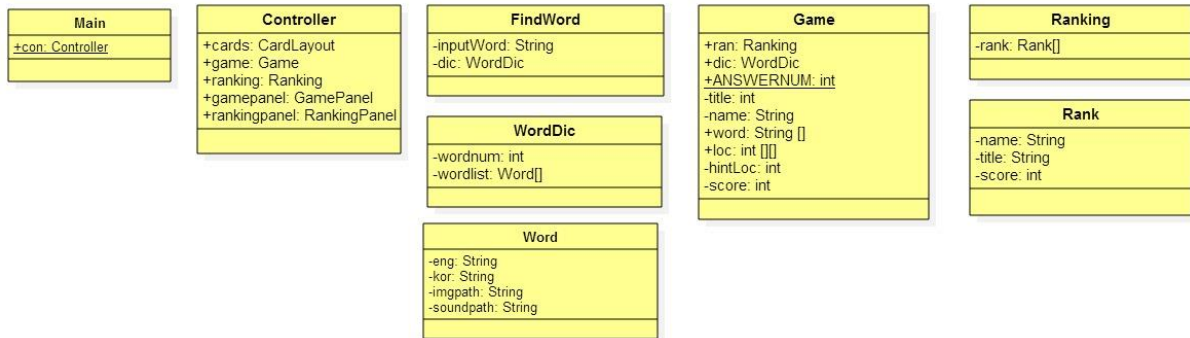 Main
+con: Controller
Controller
+cards: CardLayout
+game: Game
+ranking: Ranking
+gamepanel: GamePanel
+rankingpanel: RankingPanel
FindWord
-inputWord: String
-dic: WordDic
WordDic
-wordnum: int
-wordlist: Word[]
Word
-eng: String
-kor: String
-imgpath: String
-soundpath: String
Game
+ran: Ranking
+dic: WordDic
+ANSWERNUM: int
-title: int
-name: String
+word: String []
+loc: int [][]
-hintLoc: int
-score: int
Ranking
-rank: Rank[]
Rank
-name: String
-title: String
-score: int